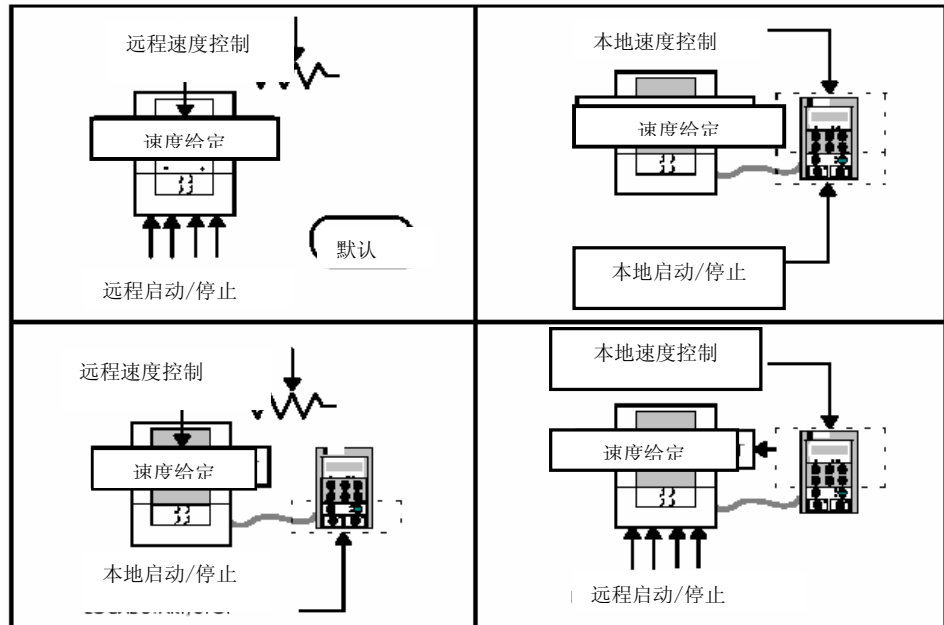 远程速度控制
速度给定
默认
远程启动/停止
本地速度控制
速度给定
本地启动/停止
远程速度控制
速度给定
本地启动/停止
本地速度控制
速度给定
远程启动/停止